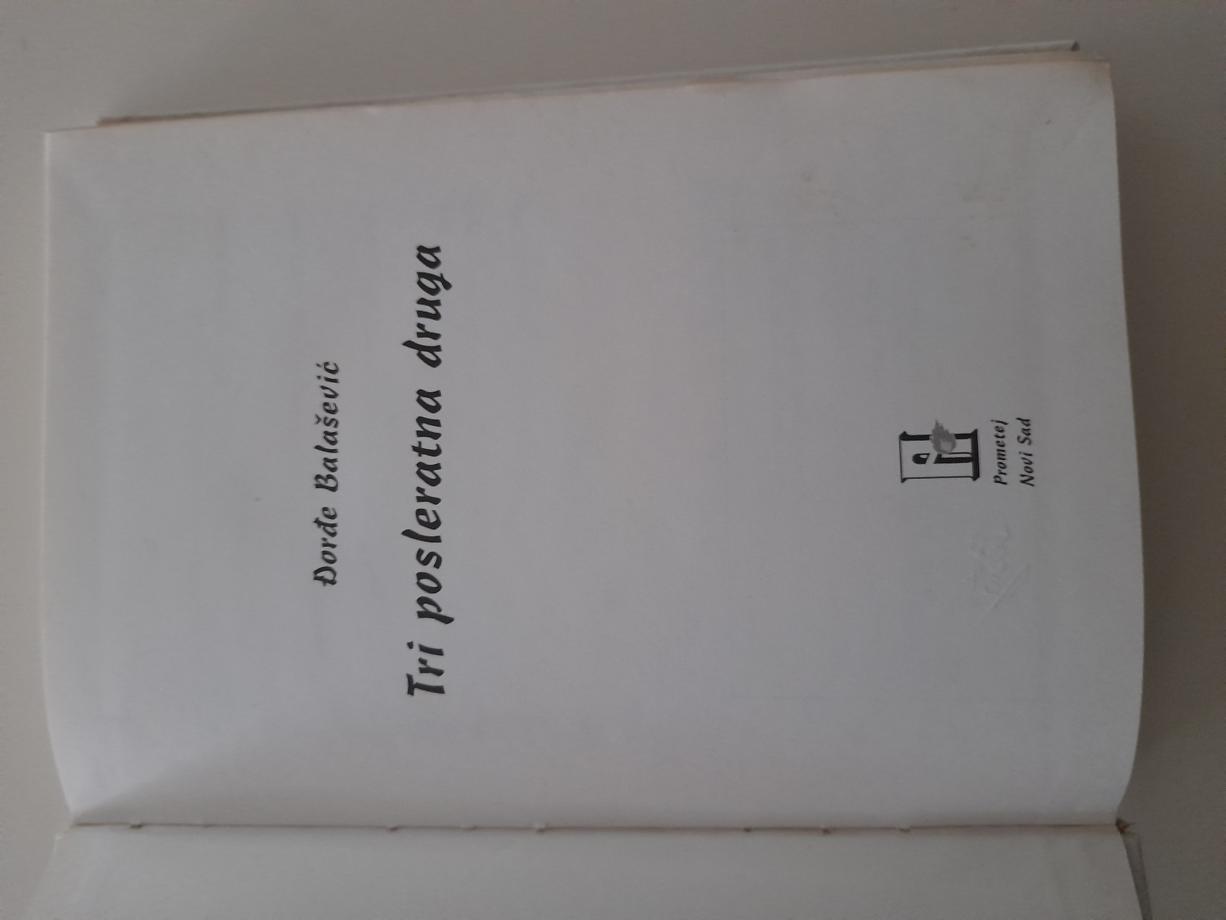 Đorđe Balašević
Tri posleratna druga
Prometej
Novi Sad